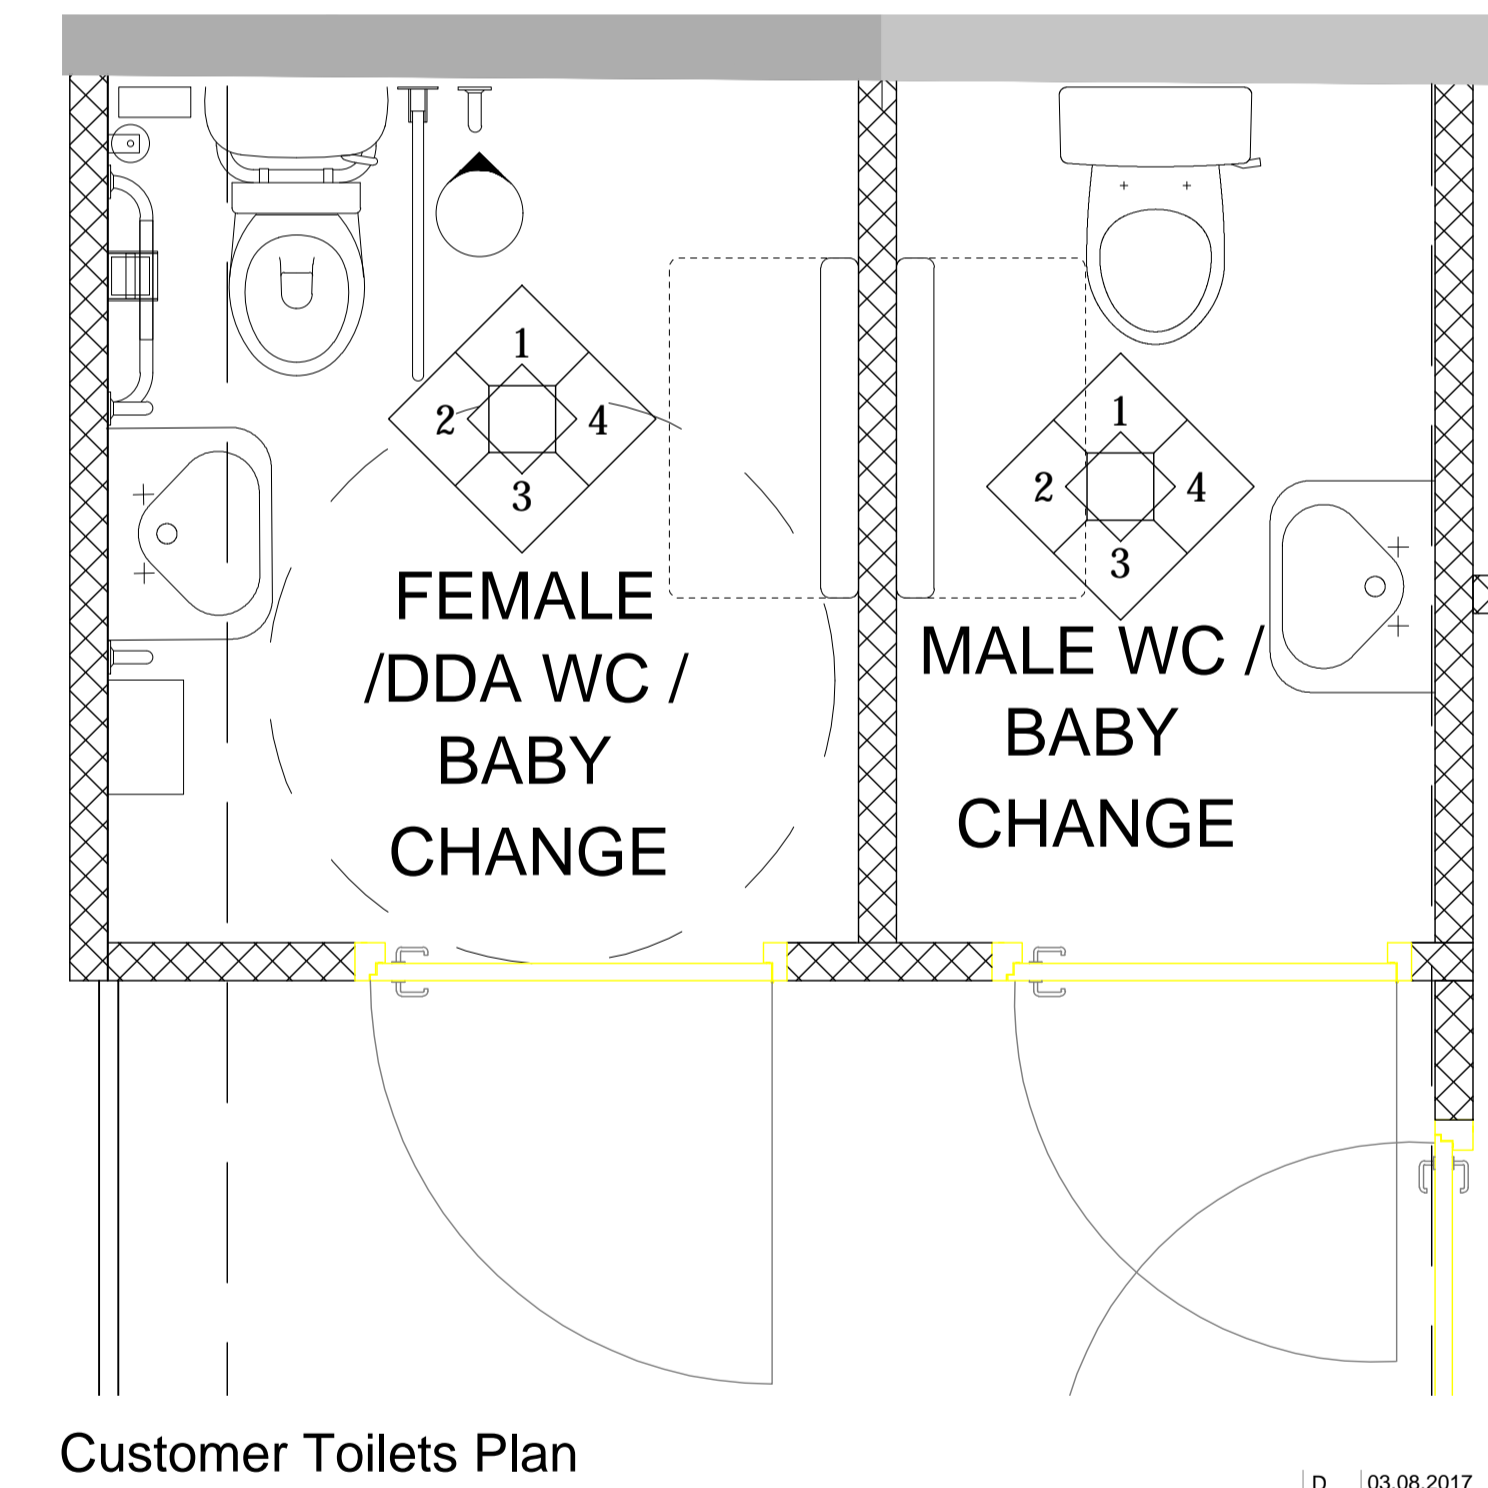 1
2
4
3
FEMALE
/DDA WC /
BABY
CHANGE
1
2
4
3
MALE WC /
BABY
CHANGE
Customer Toilets Plan
D 03.08.2017